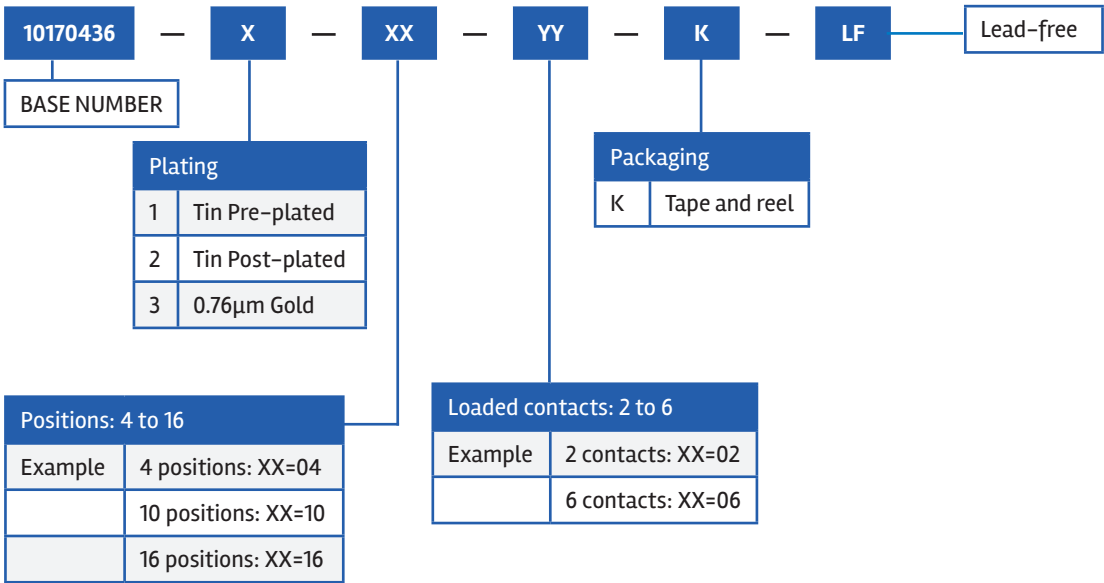 10170436 — X — XX — YY — K — LF Lead-free
BASE NUMBER
Plating
1 Tin Pre-plated
2 Tin Post-plated
3 0.76µm Gold
Packaging
K Tape and reel
Positions: 4 to 16
Example 4 positions: XX=04
10 positions: XX=10
16 positions: XX=16
Loaded contacts: 2 to 6
Example 2 contacts: XX=02
6 contacts: XX=06